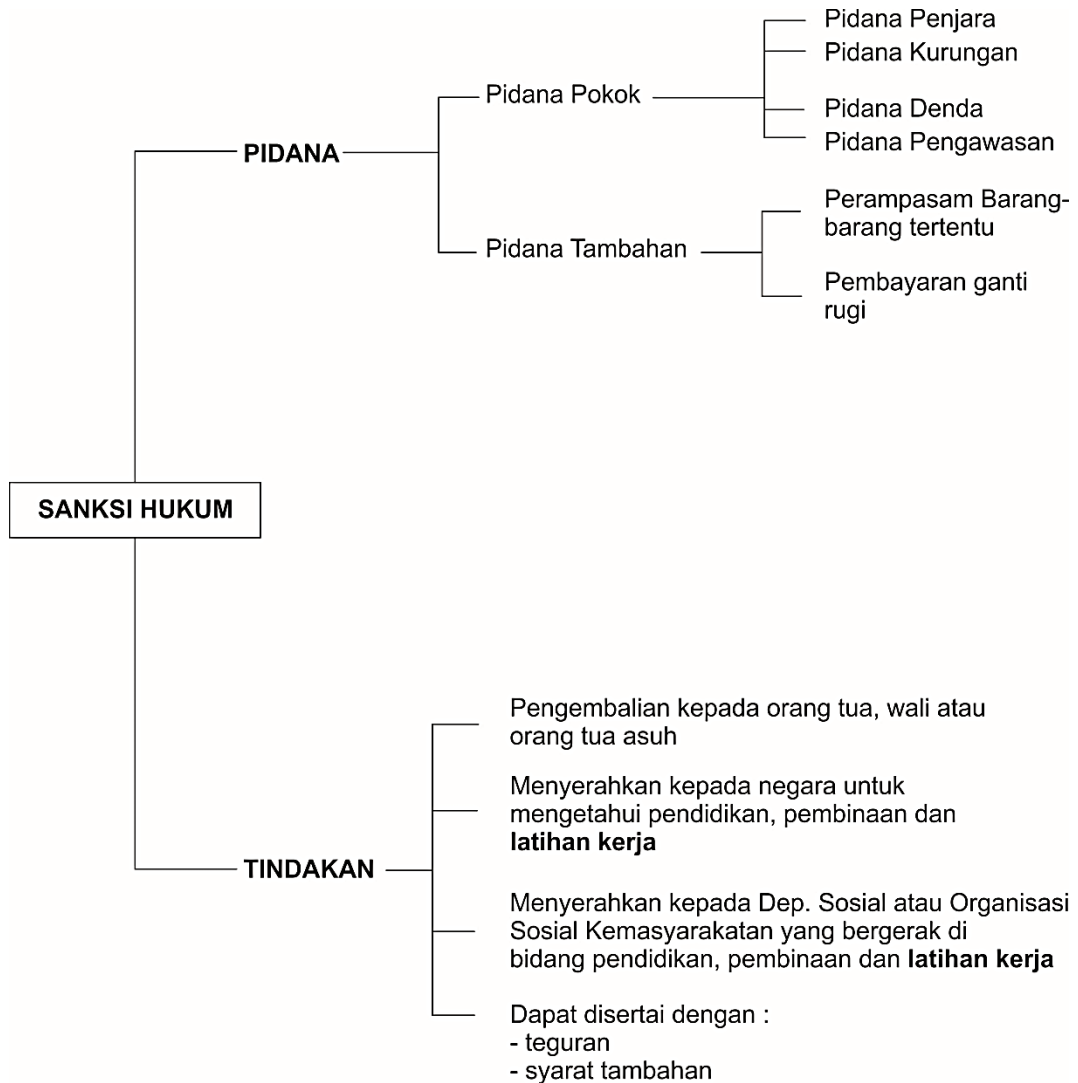 Pidana Penjara
Pidana Kurungan
Pidana Pokok
Pidana Denda
Pidana Pengawasan
PIDANA
Perampasam Barang-
barang tertentu
Pidana Tambahan
Pembayaran ganti
rugi
SANKSI HUKUM
Pengembalian kepada orang tua, wali atau
orang tua asuh
Menyerahkan kepada negara untuk
mengetahui pendidikan, pembinaan dan
latihan kerja
TINDAKAN
Menyerahkan kepada Dep. Sosial atau Organisasi
Sosial Kemasyarakatan yang bergerak di
bidang pendidikan, pembinaan dan latihan kerja
Dapat disertai dengan :
- teguran
- syarat tambahan